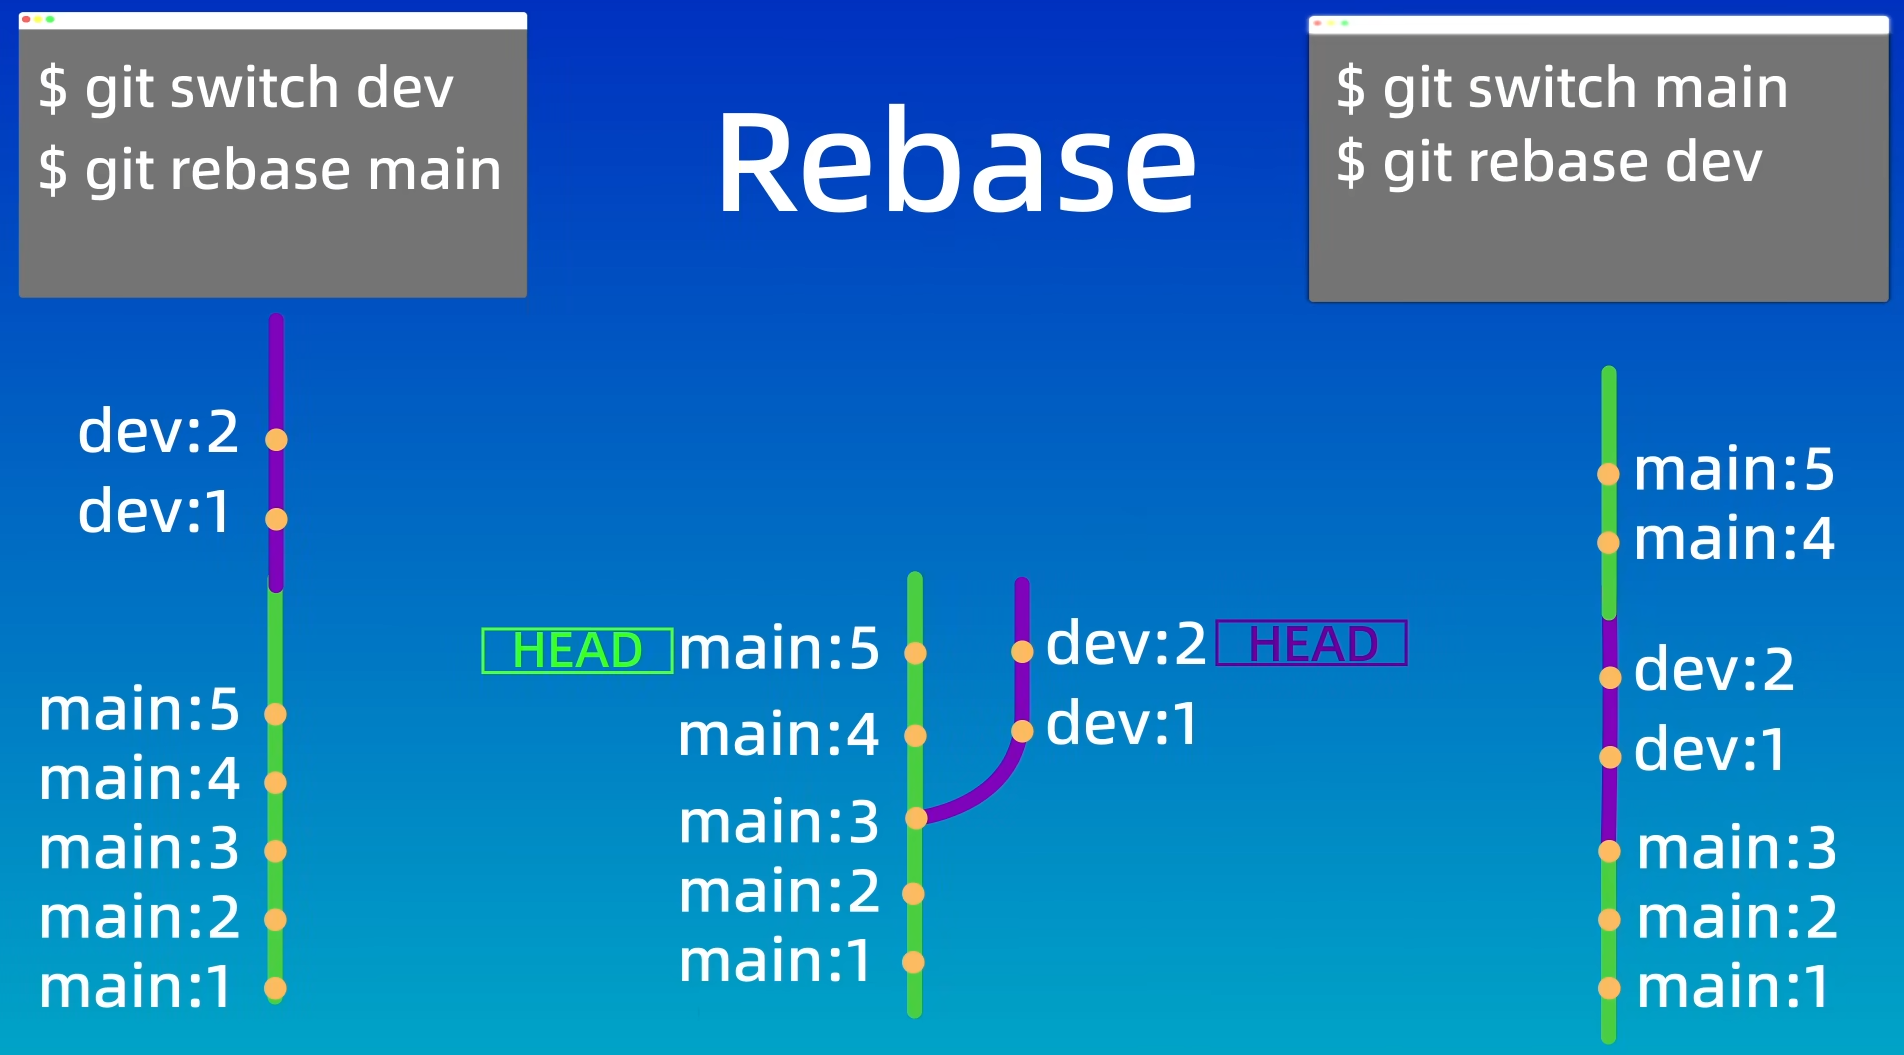 $ git switch dev
$ git rebase main
Rebase
$ git switch main
$ git rebase dev
dev:2
dev:1
main:5
main:4
main:3
main:2
main:1
HEAD main:5
main:4
main:3
main:2
main:1
dev:2 HEAD
dev:1
main:5
main:4
dev:2
dev:1
main:3
main:2
main:1